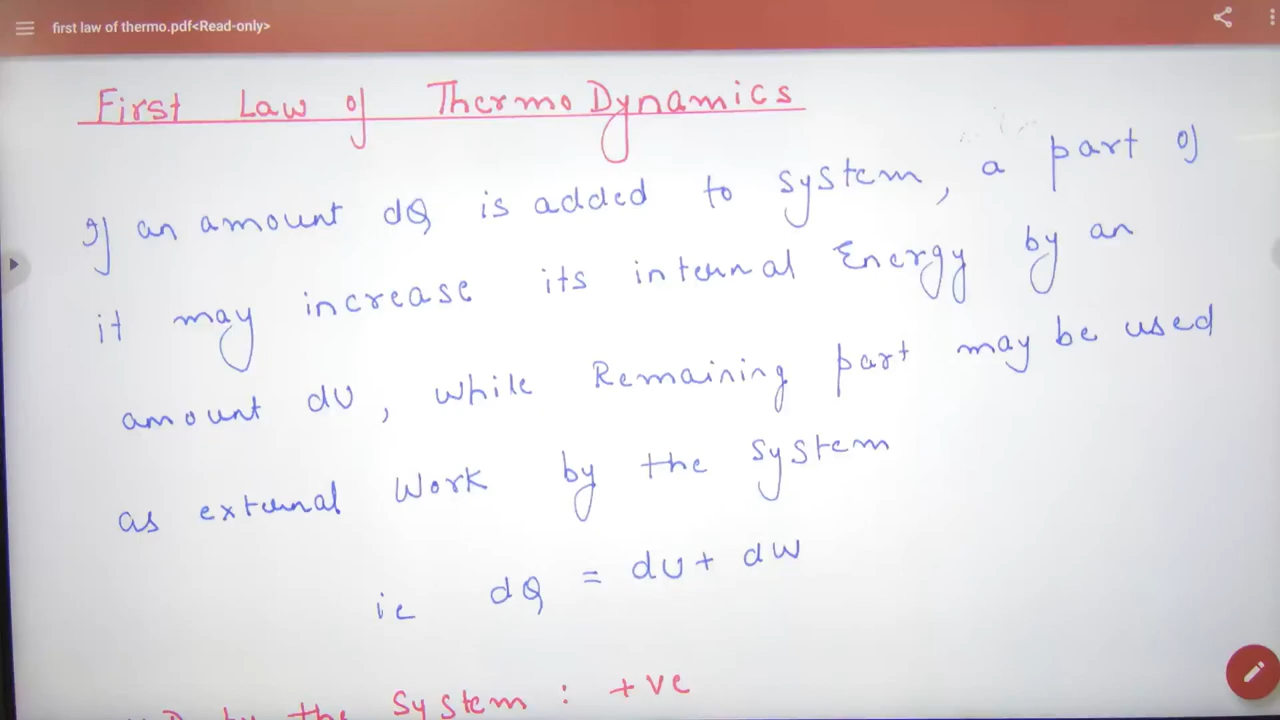 first law of thermo.pdf<Read-only>
First Law of ThermoDynamics
If an amount dQ is added to system, a part of
it may increase its internal Energy by an
amount dU, while Remaining part may be used
as external Work by the system
ie dQ = dU + dW
by the System : +ve